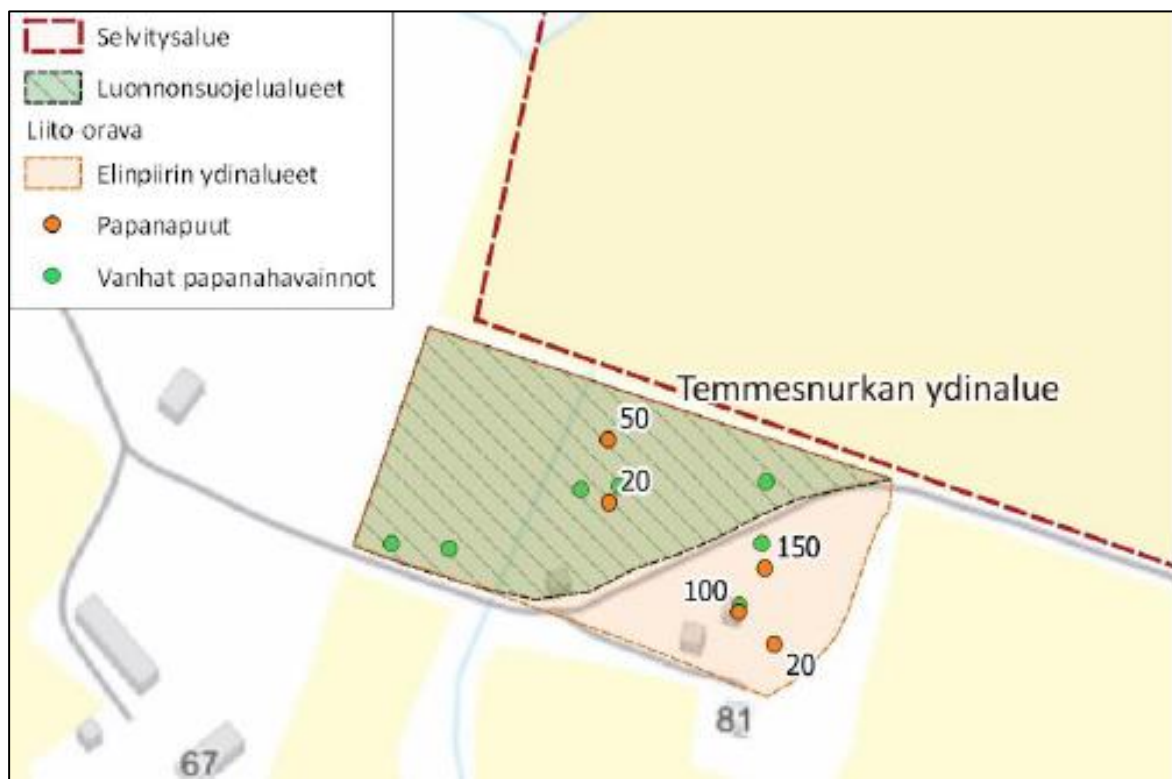 Selvitysalue
Luonnonsuojelualueet
Liito orava
Elinpiirin ydinalueet
Papanapuut
Vanhat papanahavainnot
Temmesnurkan ydinalue
50
20
150
100
20
81
67